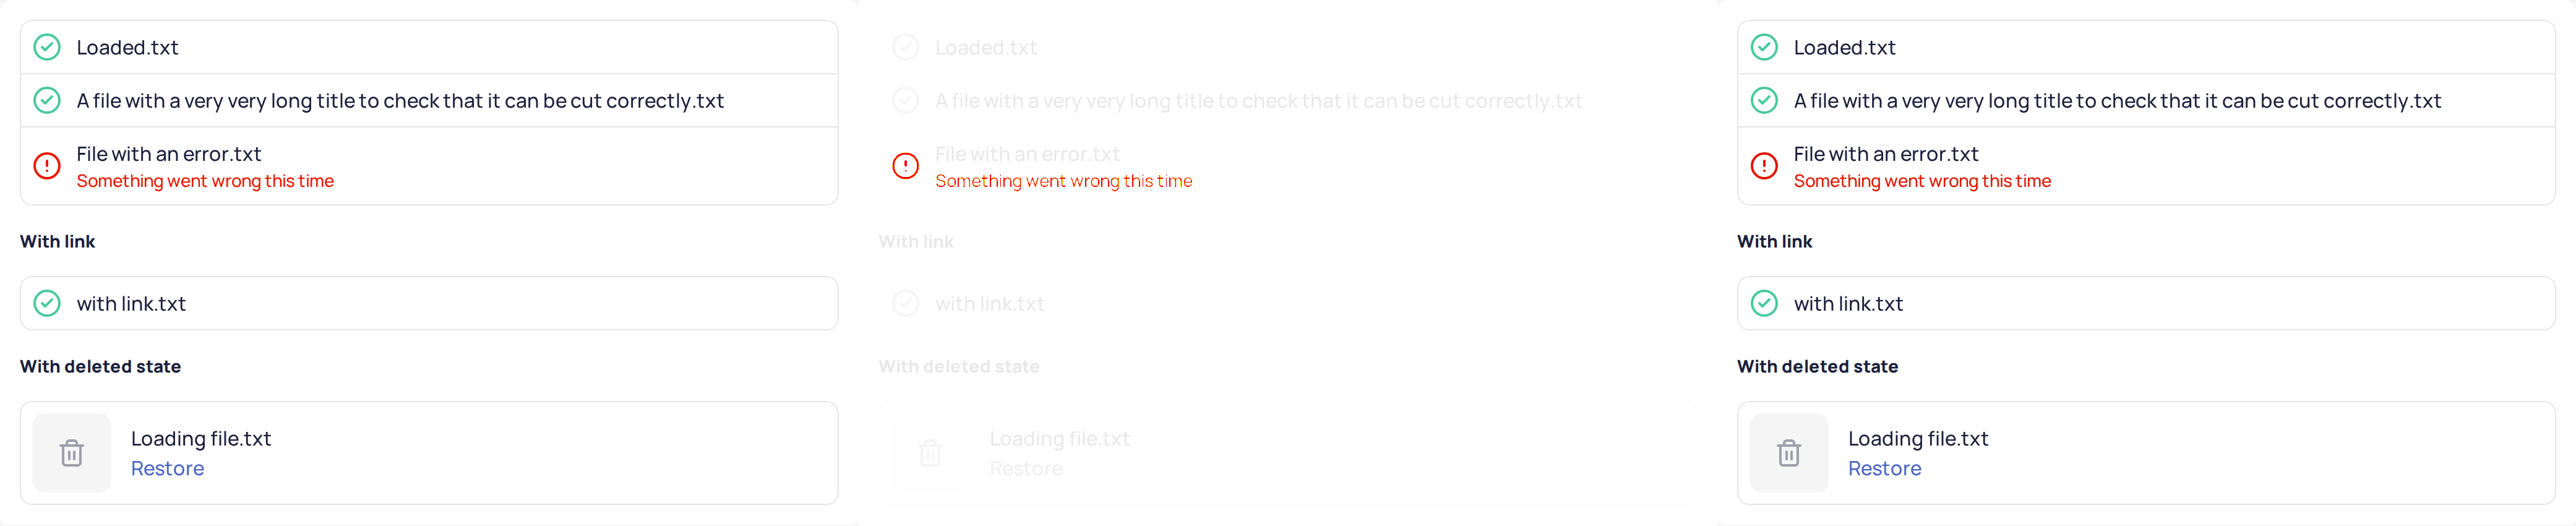 Loaded.txt
A file with a very very long title to check that it can be cut correctly.txt
File with an error.txt
Something went wrong this time
With link
with link.txt
With deleted state
Loading file.txt
Restore
Loaded.txt
A file with a very very long title to check that it can be cut correctly.txt
File with an error.txt
Something went wrong this time
With link
with link.txt
With deleted state
Loading file.txt
Restore
Loaded.txt
A file with a very very long title to check that it can be cut correctly.txt
File with an error.txt
Something went wrong this time
With link
with link.txt
With deleted state
Loading file.txt
Restore